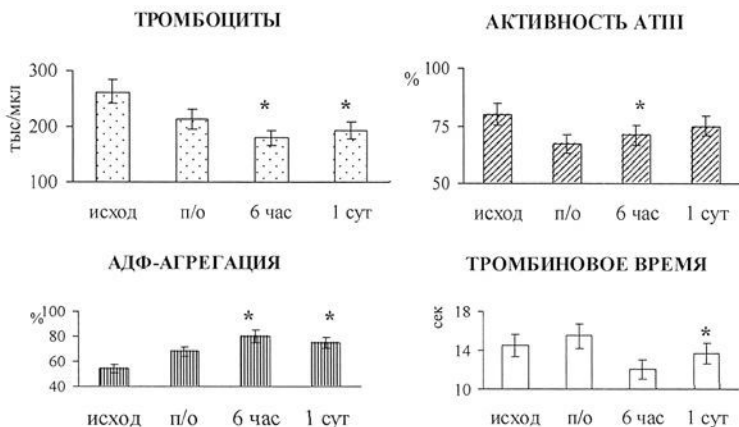 ТРОМБОЦИТЫ
тыс/мкл
300
200
100
* *
исход п/о 6 час 1 сут
АКТИВНОСТЬ АТIII
%
100
75
50
*
исход п/о 6 час 1 сут
АДФ-АГРЕГАЦИЯ
%
100
80
60
40
* *
исход п/о 6 час 1 сут
ТРОМБИНОВОЕ ВРЕМЯ
сек
18
14
10
*
исход п/о 6 час 1 сут